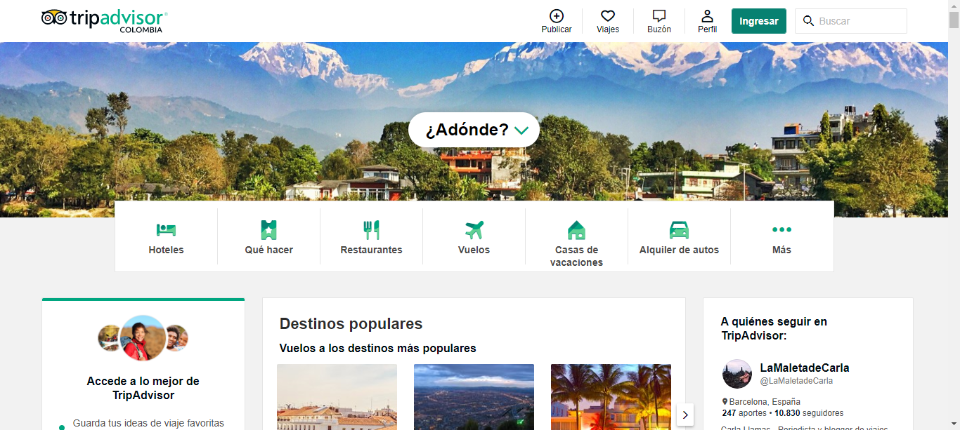 tripadvisor®
COLOMBIA
Publicar
Viajes
Buzón
Perfil
Ingresar
Buscar
¿Adónde?
Hoteles
Qué hacer
Restaurantes
Vuelos
Casas de
vacaciones
Alquiler de autos
Más
Accede a lo mejor de
TripAdvisor
Guarda tus ideas de viaje favoritas
Destinos populares
Vuelos a los destinos más populares
A quiénes seguir en
TripAdvisor:
LaMaletadeCarla
@LaMaletadeCarla
Barcelona, España
247 aportes • 10.830 seguidores
Carla Llamas - Periodista y blogger de viajes